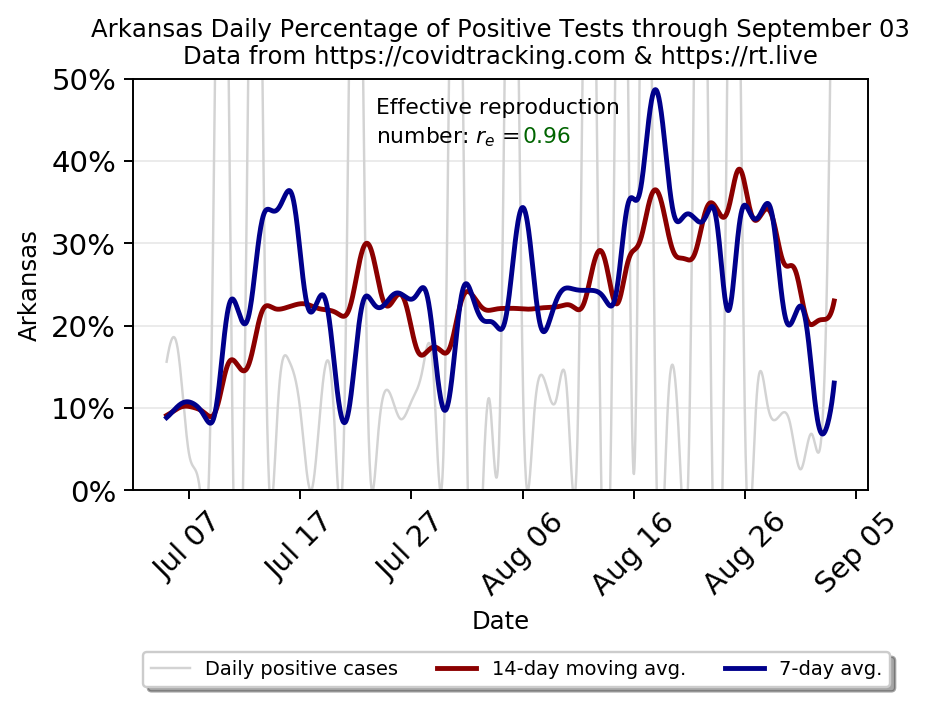 Arkansas Daily Percentage of Positive Tests through September 03
Data from https://covidtracking.com & https://rt.live
50%
40%
30%
20%
10%
0%
Effective reproduction
number: rₑ =0.96
Arkansas
Jul 07
Jul 17
Jul 27
Aug 06
Aug 16
Aug 26
Sep 05
Date
Daily positive cases
14-day moving avg.
7-day avg.